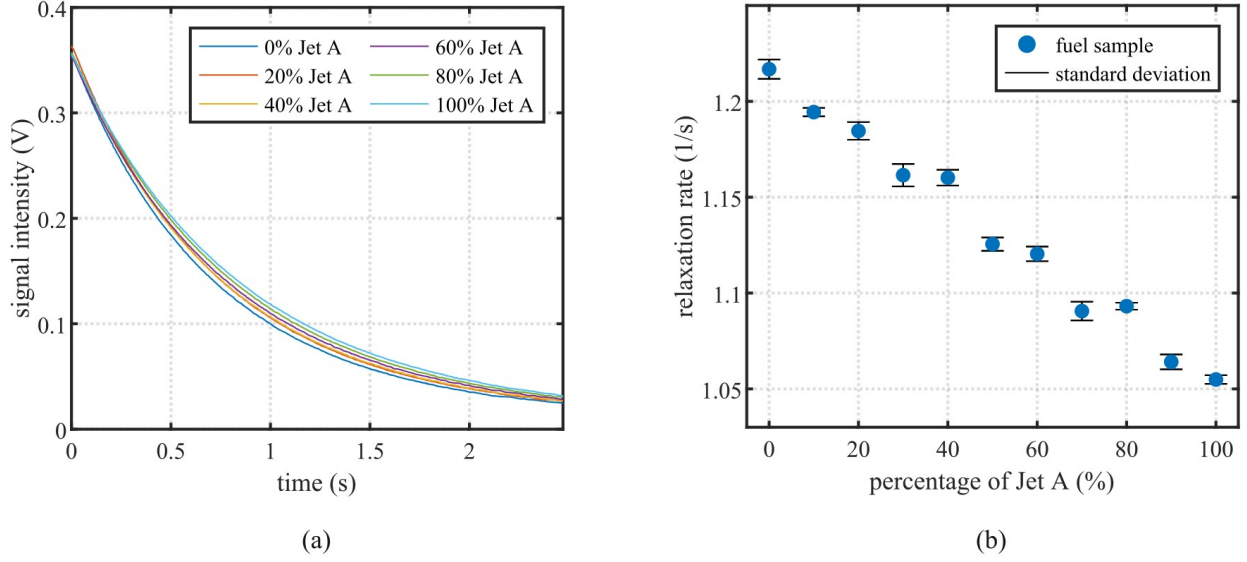 0% Jet A
20% Jet A
40% Jet A
60% Jet A
80% Jet A
100% Jet A
0.4
0.3
0.2
0.1
0
signal intensity (V)
0
0.5
1
1.5
2
time (s)
(a)
fuel sample
standard deviation
1.2
1.15
1.1
1.05
relaxation rate (1/s)
0
20
40
60
80
100
percentage of Jet A (%)
(b)